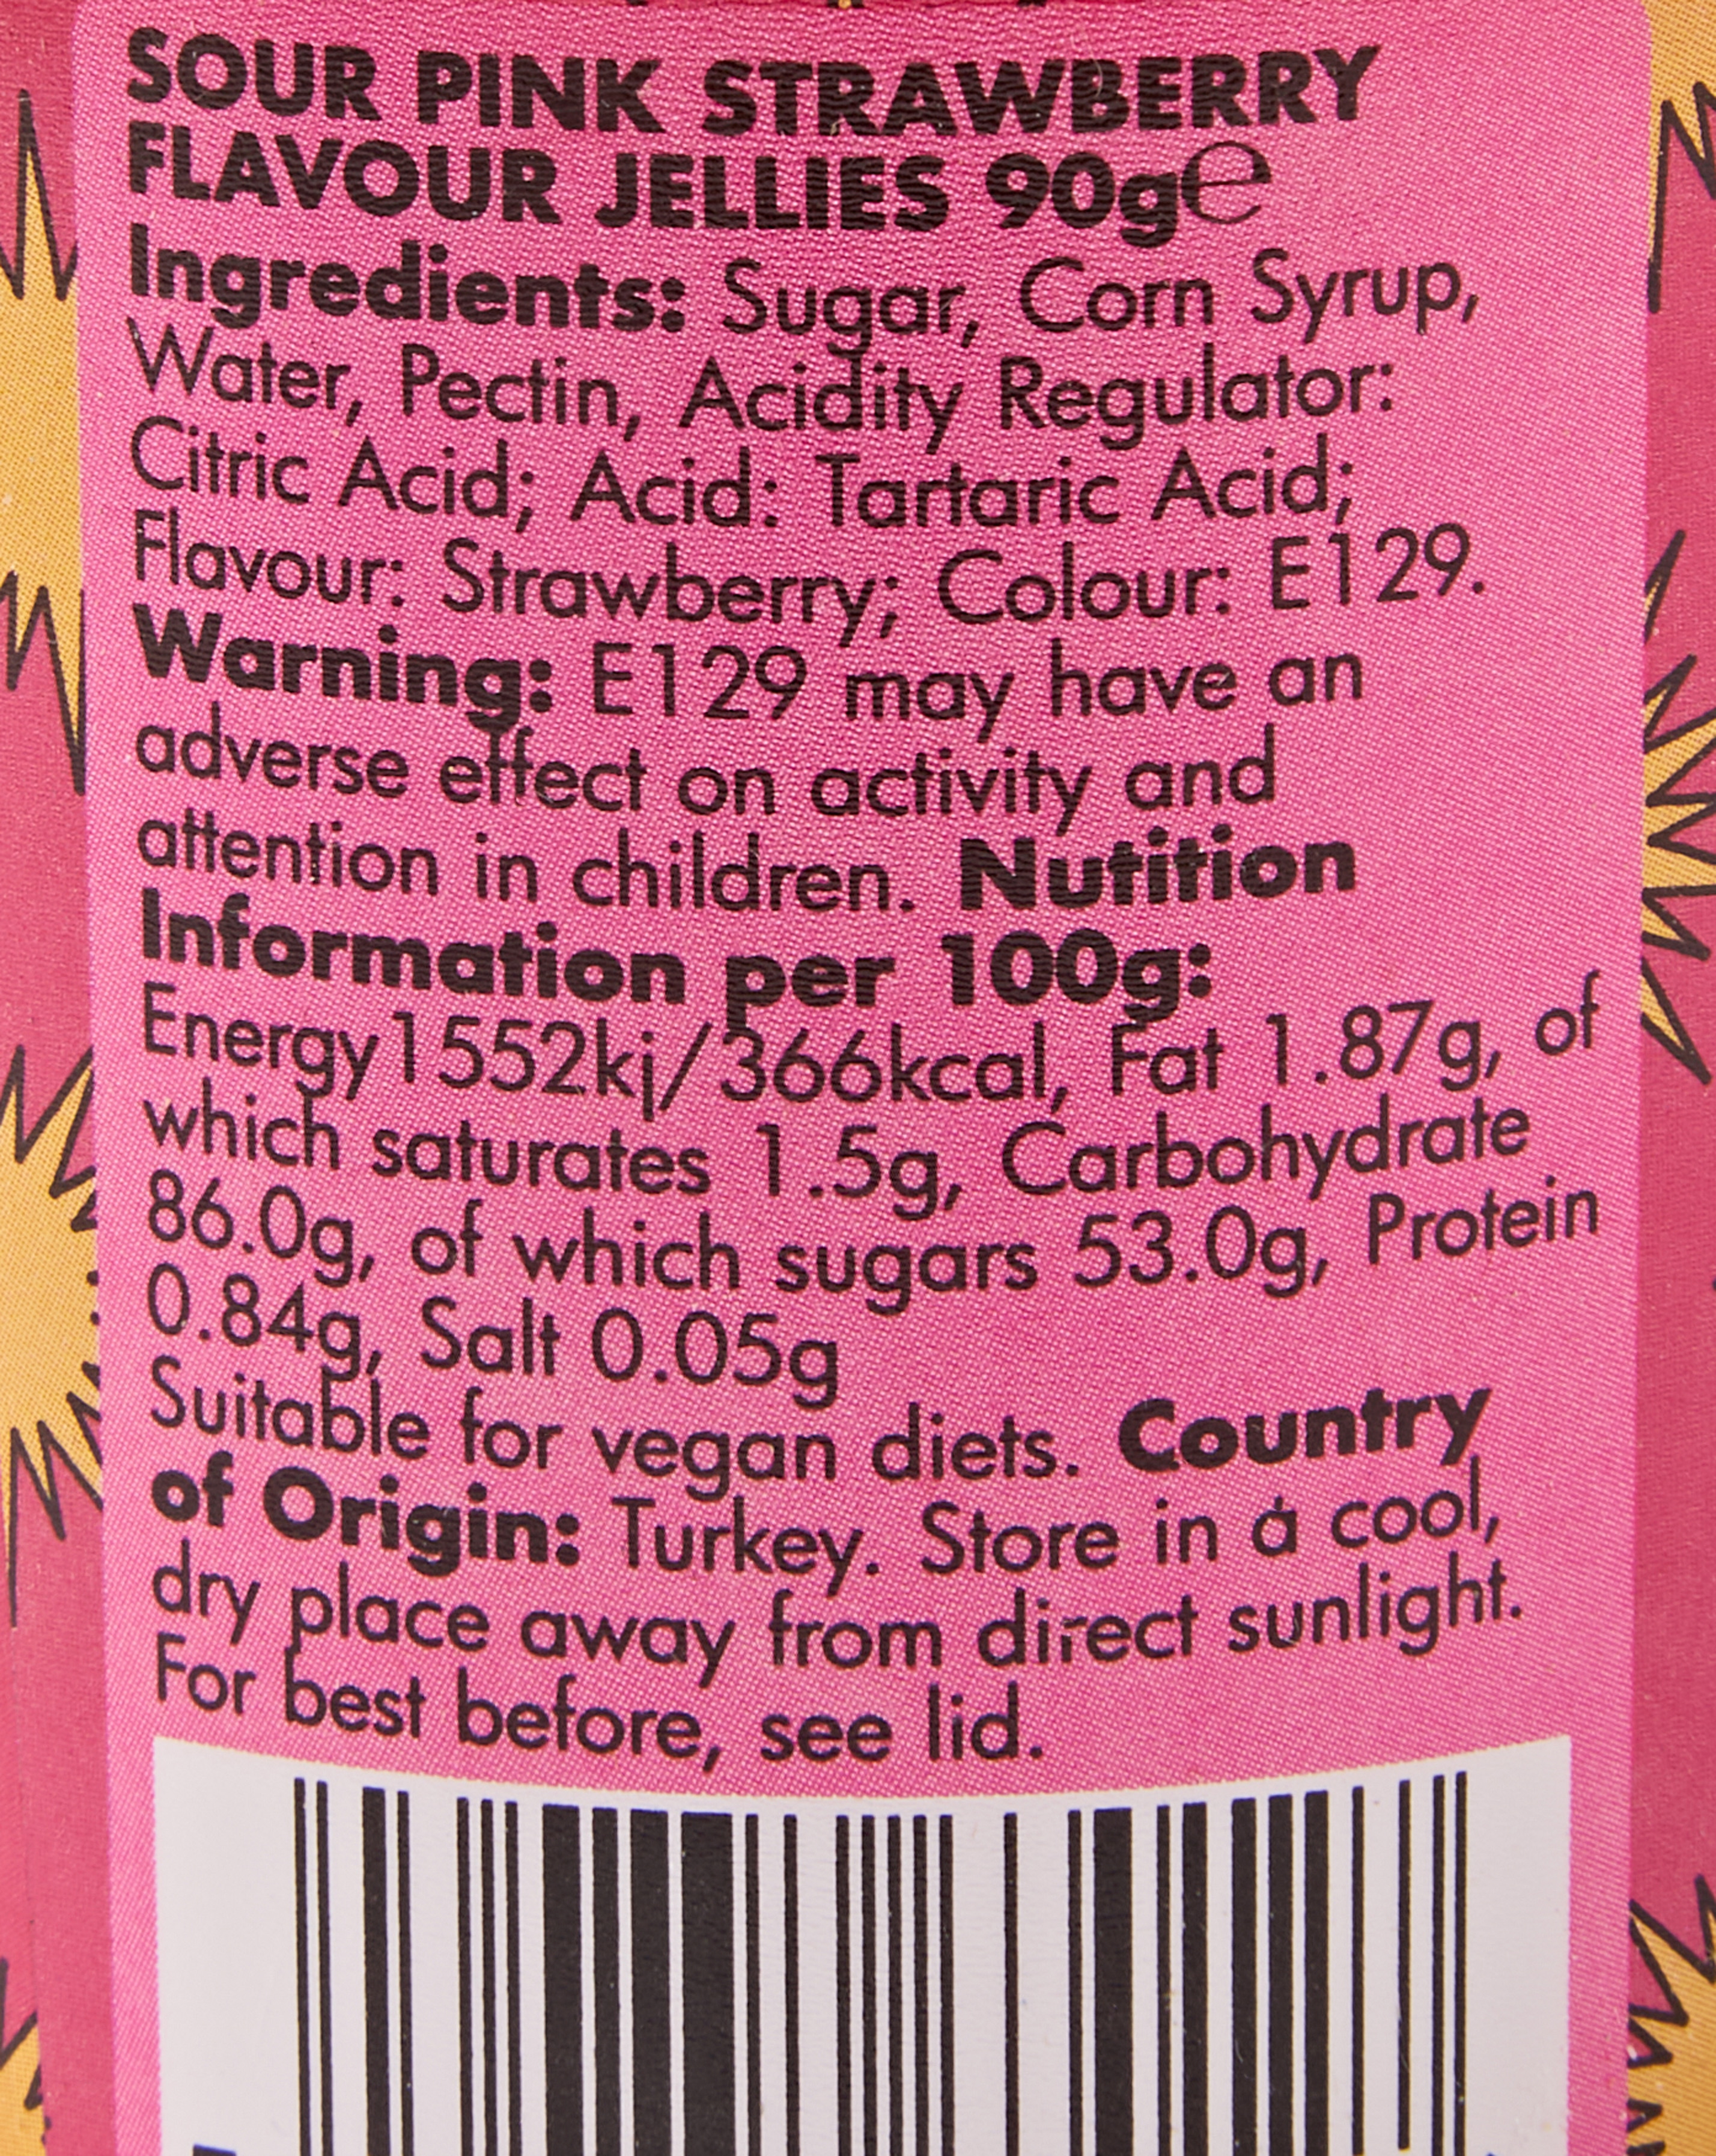 SOUR PINK STRAWBERRY
FLAVOUR JELLIES 90g℮
Ingredients: Sugar, Corn Syrup,
Water, Pectin, Acidity Regulator:
Citric Acid; Acid: Tartaric Acid;
Flavour: Strawberry; Colour: E129.
Warning: E129 may have an
adverse effect on activity and
attention in children. Nutition
Information per 100g:
Energy1552kj/366kcal, Fat 1.87g, of
which saturates 1.5g, Carbohydrate
86.0g, of which sugars 53.0g, Protein
0.84g, Salt 0.05g
Suitable for vegan diets. Country
of Origin: Turkey. Store in a cool,
dry place away from direct sunlight.
For best before, see lid.